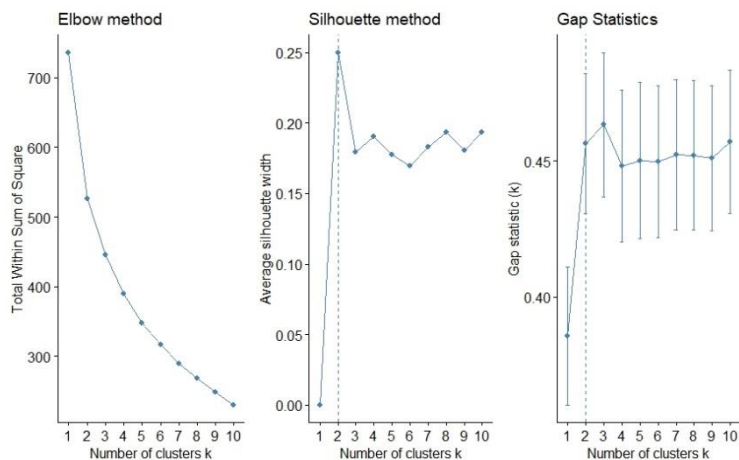 Elbow method
Total Within Sum of Square
700
600
500
400
300
1 2 3 4 5 6 7 8 9 10
Number of clusters k
Silhouette method
Average silhouette width
0.25
0.20
0.15
0.10
0.05
0.00
1 2 3 4 5 6 7 8 9 10
Number of clusters k
Gap Statistics
Gap statistic (k)
0.45
0.40
1 2 3 4 5 6 7 8 9 10
Number of clusters k